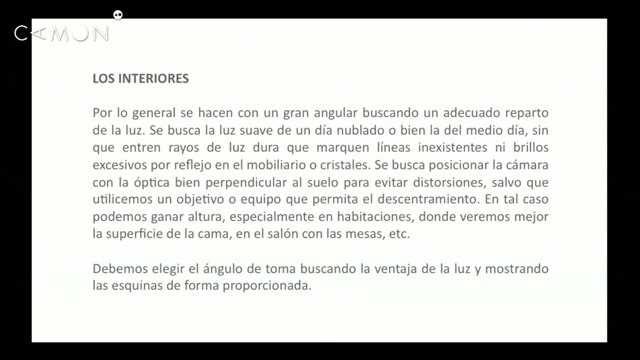 CAMON
LOS INTERIORES
Por lo general se hacen con un gran angular buscando un adecuado reparto
de la luz. Se busca la luz suave de un día nublado o bien la del medio día, sin
que entren rayos de luz dura que marquen líneas inexistentes ni brillos
excesivos por reflejo en el mobiliario o cristales. Se busca posicionar la cámara
con la óptica bien perpendicular al suelo para evitar distorsiones, salvo que
utilicemos un objetivo o equipo que permita el descentramiento. En tal caso
podemos ganar altura, especialmente en habitaciones, donde veremos mejor
la superficie de la cama, en el salón con las mesas, etc.
Debemos elegir el ángulo de toma buscando la ventaja de la luz y mostrando
las esquinas de forma proporcionada.